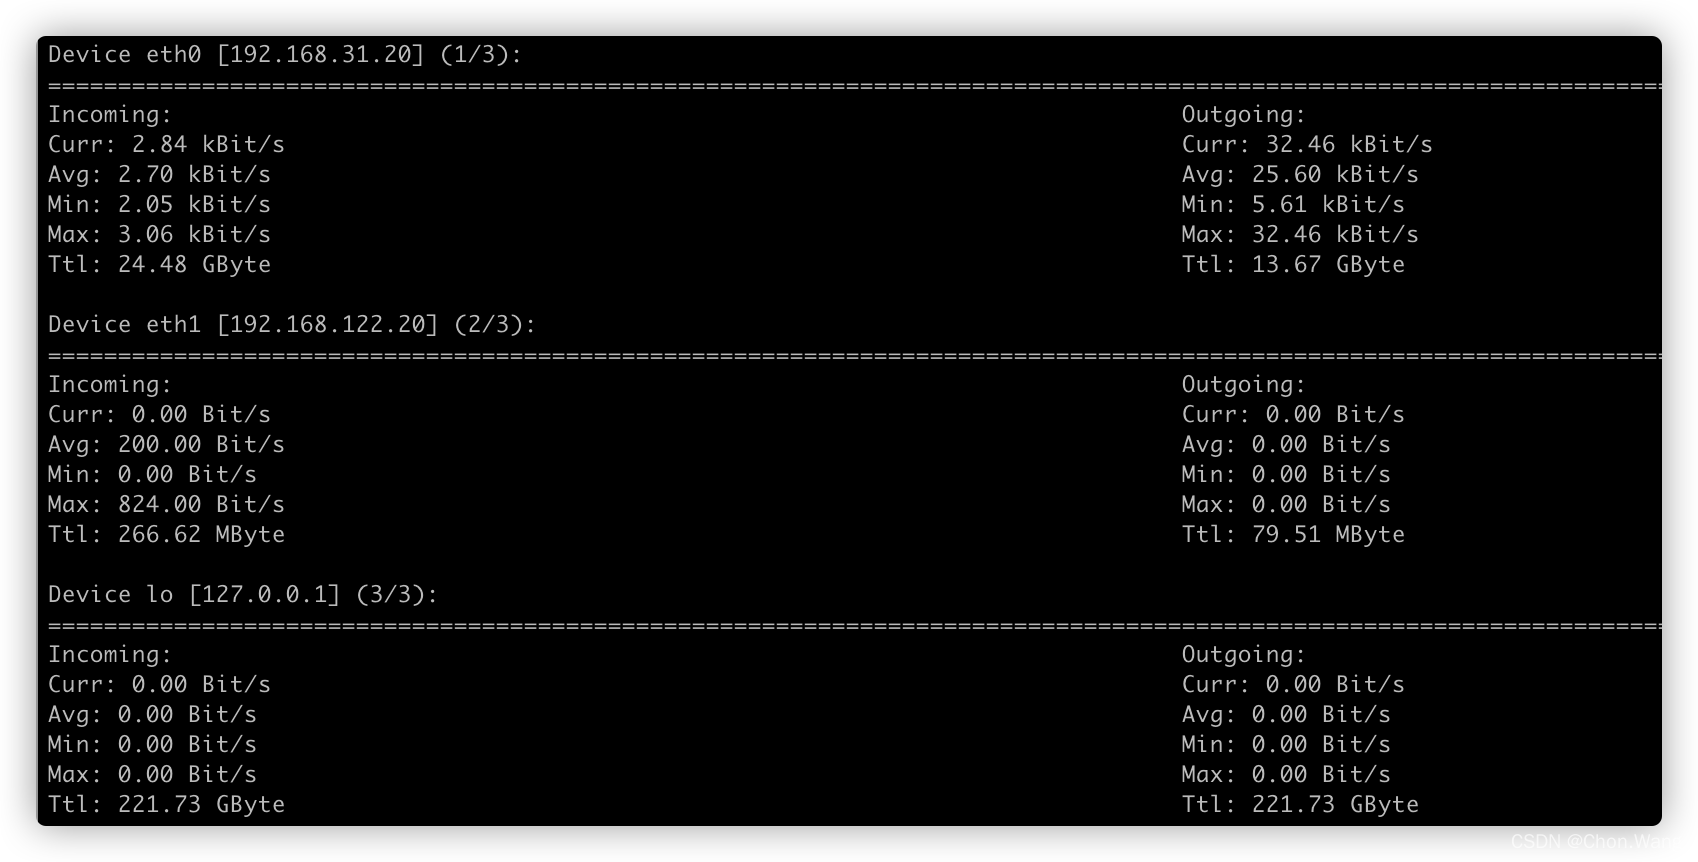 Device eth0 [192.168.31.20] (1/3):
====================================================================================================================
Incoming: Outgoing:
Curr: 2.84 kBit/s Curr: 32.46 kBit/s
Avg: 2.70 kBit/s Avg: 25.60 kBit/s
Min: 2.05 kBit/s Min: 5.61 kBit/s
Max: 3.06 kBit/s Max: 32.46 kBit/s
Ttl: 24.48 GByte Ttl: 13.67 GByte
Device eth1 [192.168.122.20] (2/3):
====================================================================================================================
Incoming: Outgoing:
Curr: 0.00 Bit/s Curr: 0.00 Bit/s
Avg: 200.00 Bit/s Avg: 0.00 Bit/s
Min: 0.00 Bit/s Min: 0.00 Bit/s
Max: 824.00 Bit/s Max: 0.00 Bit/s
Ttl: 266.62 MByte Ttl: 79.51 MByte
Device lo [127.0.0.1] (3/3):
====================================================================================================================
Incoming: Outgoing:
Curr: 0.00 Bit/s Curr: 0.00 Bit/s
Avg: 0.00 Bit/s Avg: 0.00 Bit/s
Min: 0.00 Bit/s Min: 0.00 Bit/s
Max: 0.00 Bit/s Max: 0.00 Bit/s
Ttl: 221.73 GByte Ttl: 221.73 GByte
CSDN